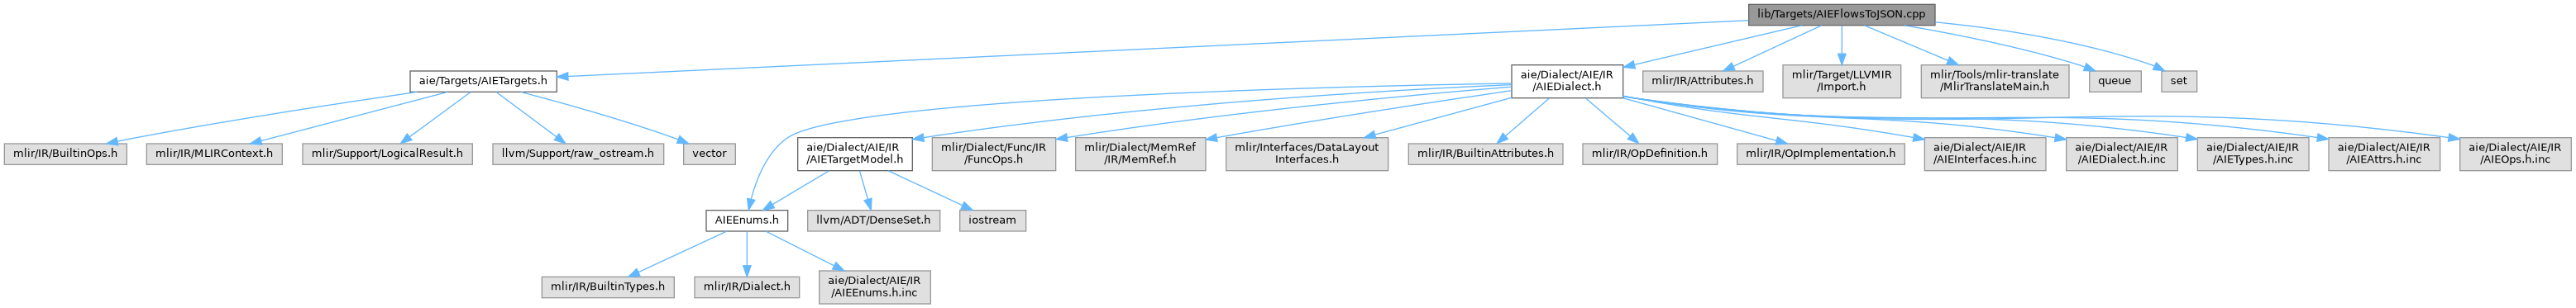 lib/Targets/AIEFlowsToJSON.cpp
aie/Targets/AIETargets.h
aie/Dialect/AIE/IR
/AIEDialect.h
mlir/IR/Attributes.h
mlir/Target/LLVMIR
/Import.h
mlir/Tools/mlir-translate
/MlirTranslateMain.h
queue
set
mlir/IR/BuiltinOps.h
mlir/IR/MLIRContext.h
mlir/Support/LogicalResult.h
llvm/Support/raw_ostream.h
vector
aie/Dialect/AIE/IR
/AIETargetModel.h
mlir/Dialect/Func/IR
/FuncOps.h
mlir/Dialect/MemRef
/IR/MemRef.h
mlir/Interfaces/DataLayout
Interfaces.h
mlir/IR/BuiltinAttributes.h
mlir/IR/OpDefinition.h
mlir/IR/OpImplementation.h
aie/Dialect/AIE/IR
/AIEInterfaces.h.inc
aie/Dialect/AIE/IR
/AIEDialect.h.inc
aie/Dialect/AIE/IR
/AIETypes.h.inc
aie/Dialect/AIE/IR
/AIEAttrs.h.inc
aie/Dialect/AIE/IR
/AIEOps.h.inc
AIEEnums.h
llvm/ADT/DenseSet.h
iostream
mlir/IR/BuiltinTypes.h
mlir/IR/Dialect.h
aie/Dialect/AIE/IR
/AIEEnums.h.inc